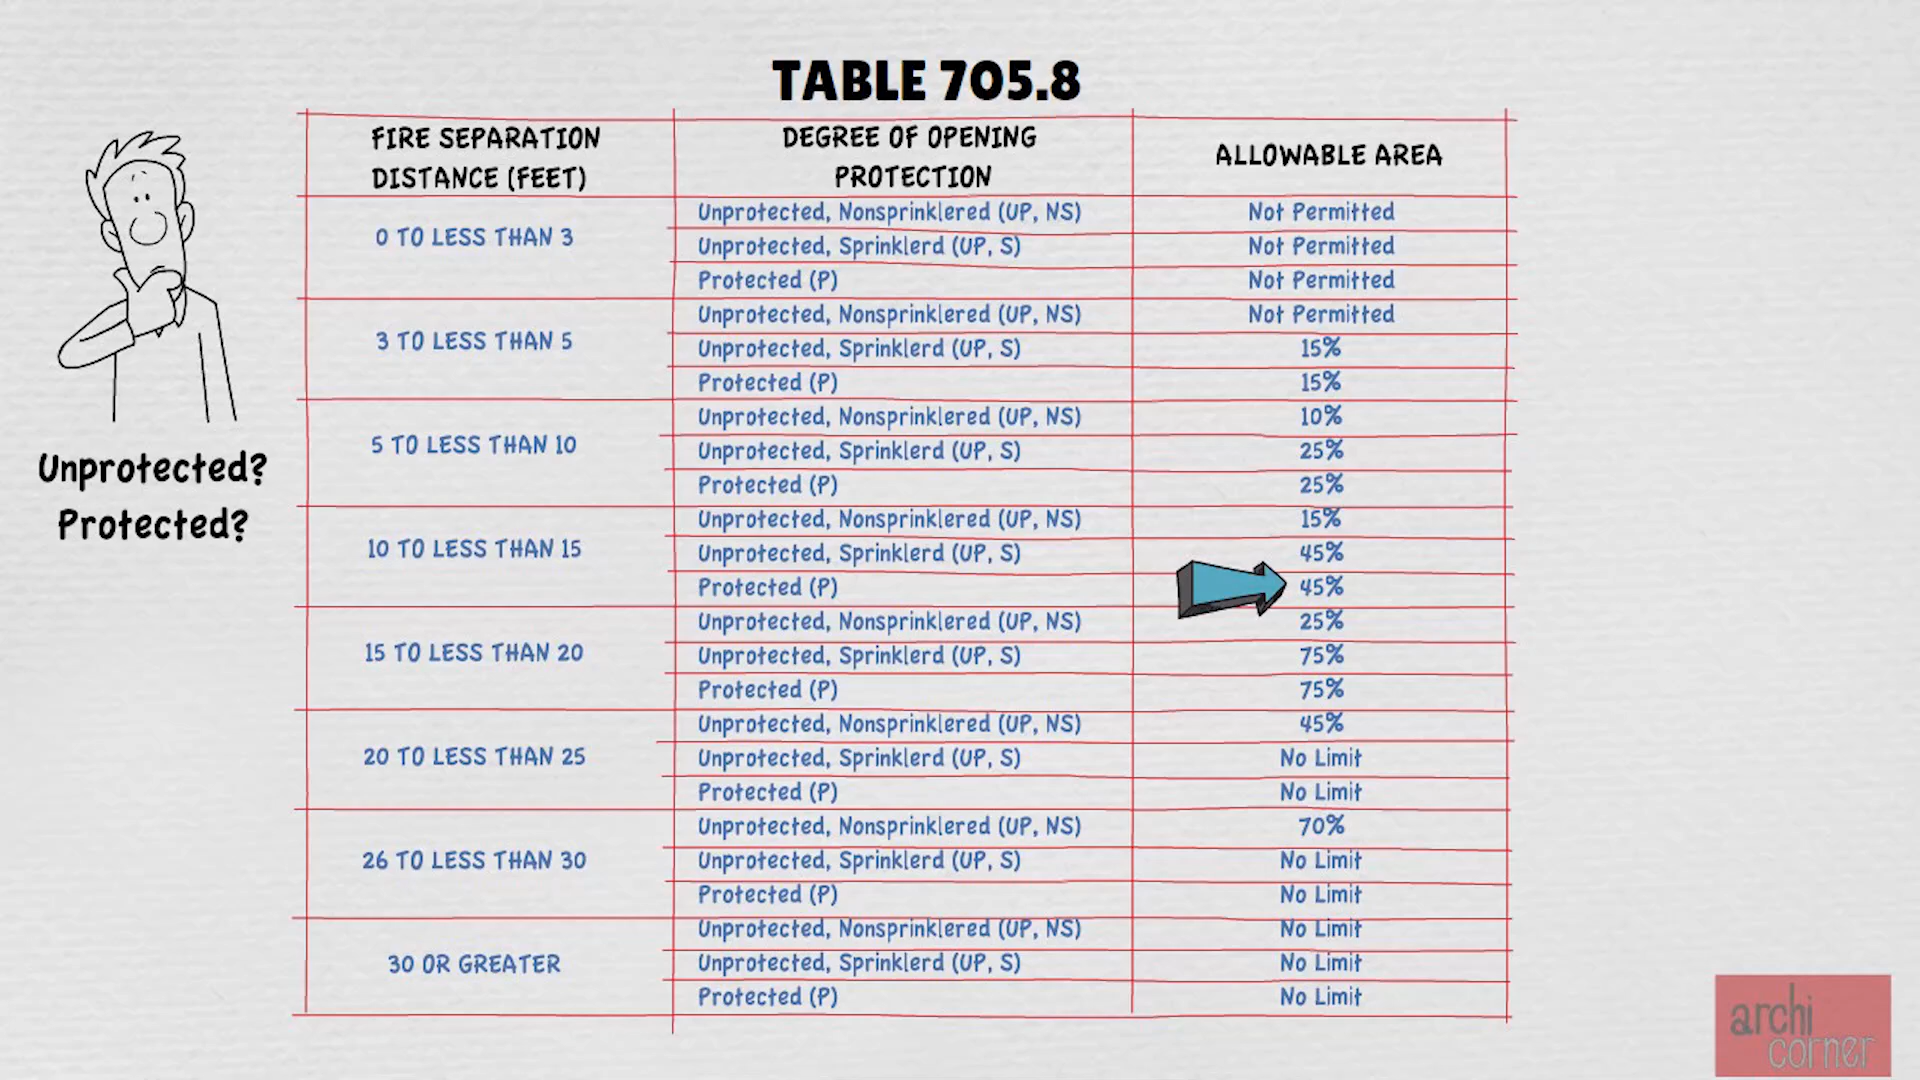 TABLE 705.8
FIRE SEPARATION
DISTANCE (FEET)
DEGREE OF OPENING
PROTECTION
ALLOWABLE AREA
0 TO LESS THAN 3
Unprotected, Nonsprinklered (UP, NS) Not Permitted
Unprotected, Sprinklerd (UP, S) Not Permitted
Protected (P) Not Permitted
3 TO LESS THAN 5
Unprotected, Nonsprinklered (UP, NS) Not Permitted
Unprotected, Sprinklerd (UP, S) 15%
Protected (P) 15%
5 TO LESS THAN 10
Unprotected, Nonsprinklered (UP, NS) 10%
Unprotected, Sprinklerd (UP, S) 25%
Protected (P) 25%
10 TO LESS THAN 15
Unprotected, Nonsprinklered (UP, NS) 15%
Unprotected, Sprinklerd (UP, S) 45%
Protected (P) 45%
15 TO LESS THAN 20
Unprotected, Nonsprinklered (UP, NS) 25%
Unprotected, Sprinklerd (UP, S) 75%
Protected (P) 75%
20 TO LESS THAN 25
Unprotected, Nonsprinklered (UP, NS) 45%
Unprotected, Sprinklerd (UP, S) No Limit
Protected (P) No Limit
26 TO LESS THAN 30
Unprotected, Nonsprinklered (UP, NS) 70%
Unprotected, Sprinklerd (UP, S) No Limit
Protected (P) No Limit
30 OR GREATER
Unprotected, Nonsprinklered (UP, NS) No Limit
Unprotected, Sprinklerd (UP, S) No Limit
Protected (P) No Limit
Unprotected?
Protected?
archi
corner